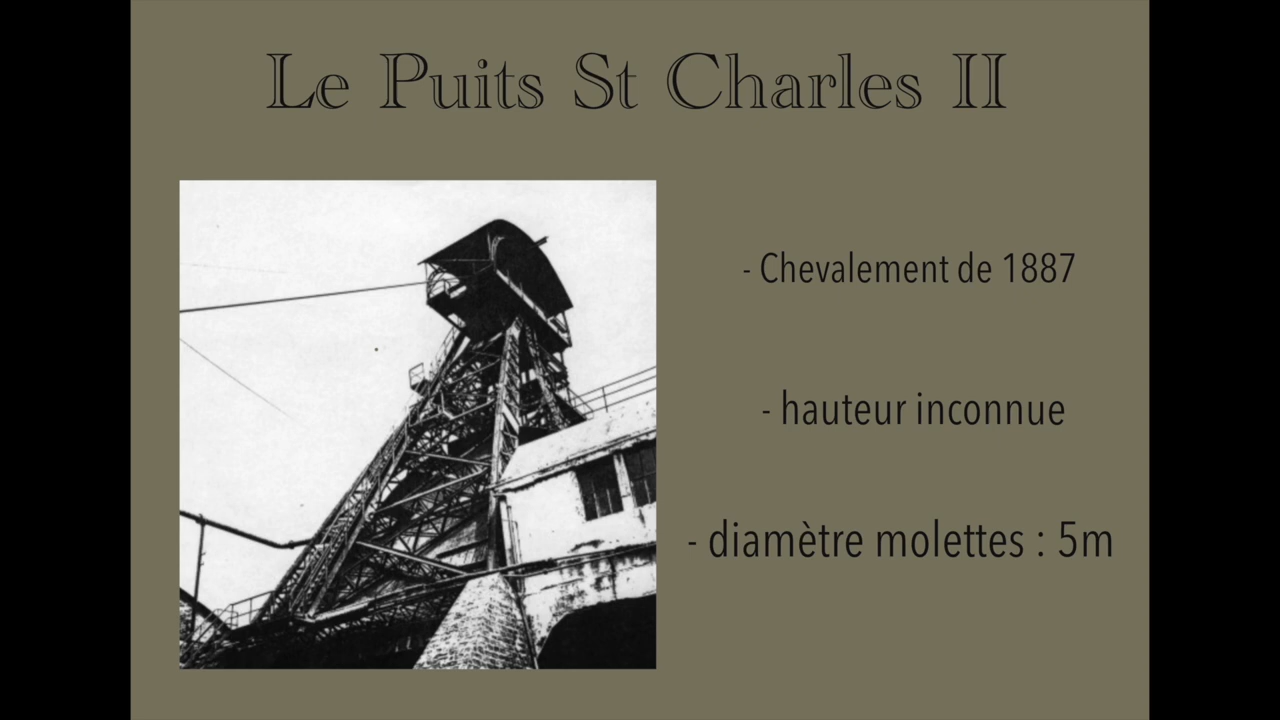 Le Puits St Charles II
- Chevalement de 1887
- hauteur inconnue
- diamètre molettes : 5m